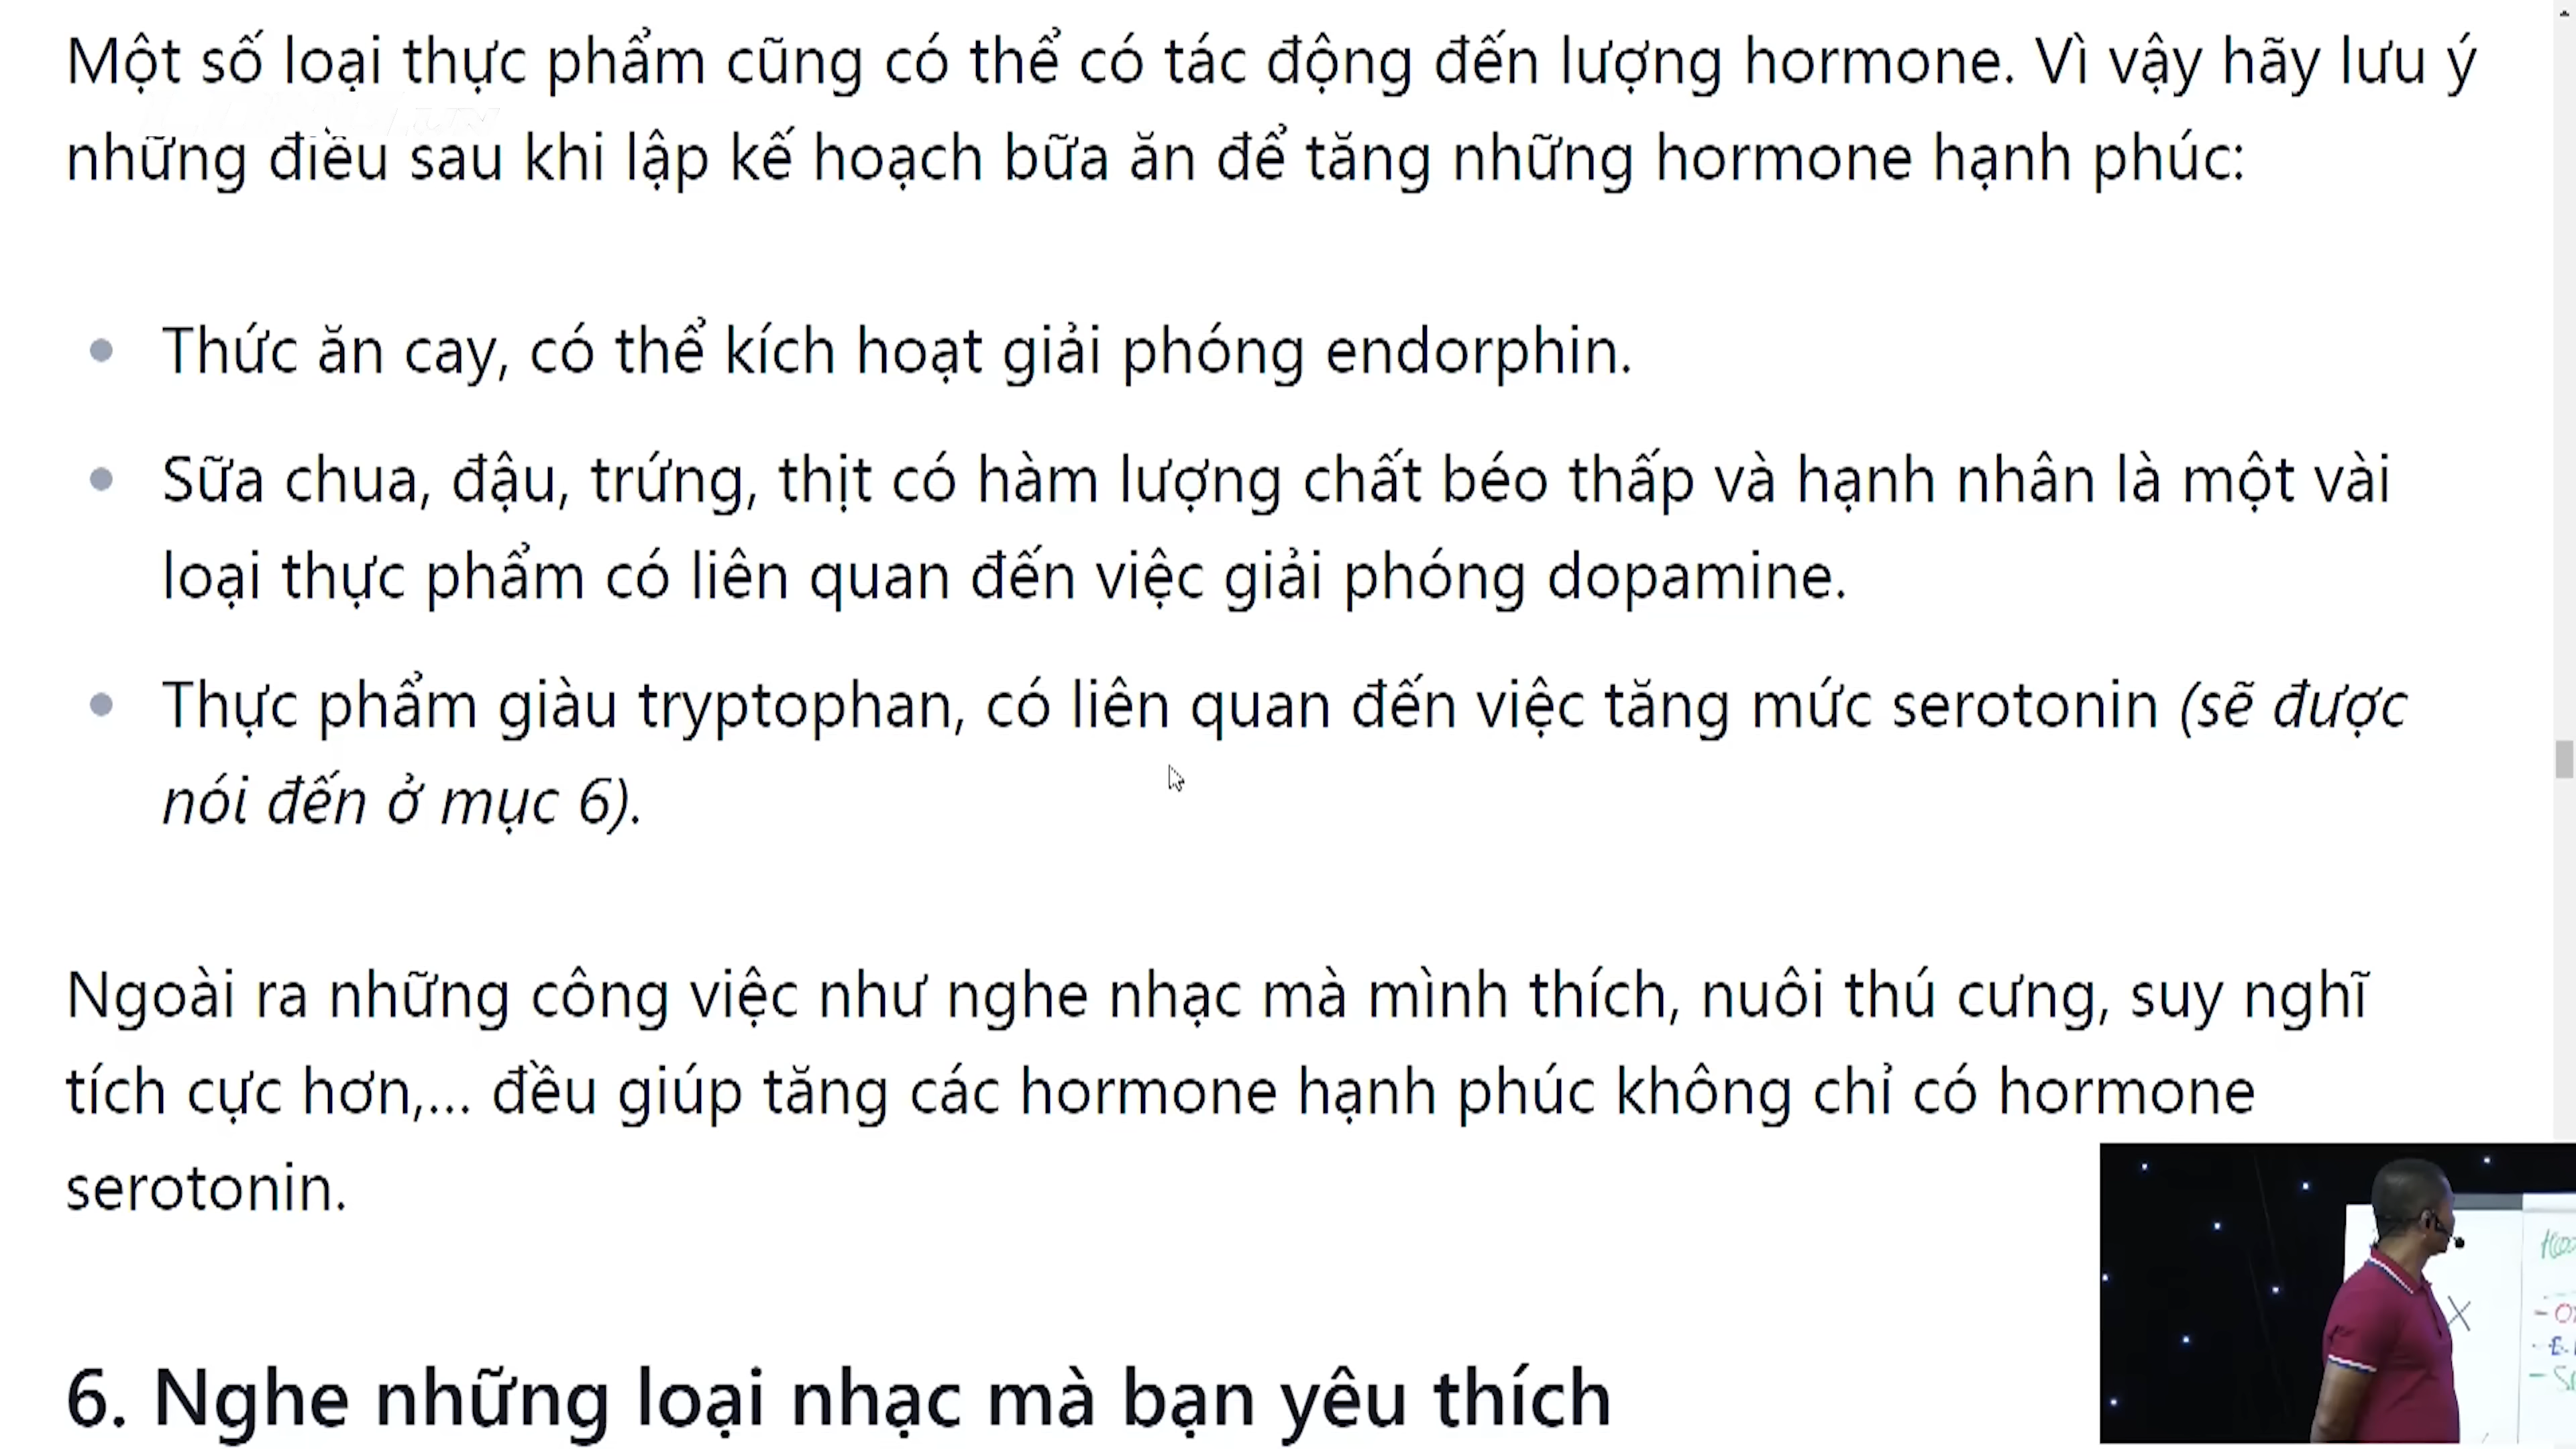 Một số loại thực phẩm cũng có thể có tác động đến lượng hormone. Vì vậy hãy lưu ý
những điều sau khi lập kế hoạch bữa ăn để tăng những hormone hạnh phúc:
Thức ăn cay, có thể kích hoạt giải phóng endorphin.
Sữa chua, đậu, trứng, thịt có hàm lượng chất béo thấp và hạnh nhân là một vài
loại thực phẩm có liên quan đến việc giải phóng dopamine.
Thực phẩm giàu tryptophan, có liên quan đến việc tăng mức serotonin (sẽ được
nói đến ở mục 6).
Ngoài ra những công việc như nghe nhạc mà mình thích, nuôi thú cưng, suy nghĩ
tích cực hơn,... đều giúp tăng các hormone hạnh phúc không chỉ có hormone
serotonin.
6. Nghe những loại nhạc mà bạn yêu thích